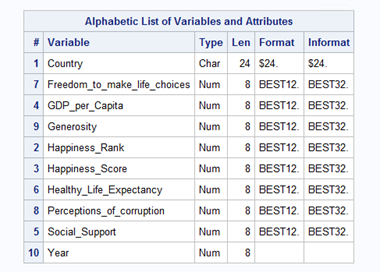 Alphabetic List of Variables and Attributes
# Variable Type Len Format Informat
1 Country Char 24 $24. $24.
7 Freedom_to_make_life_choices Num 8 BEST12. BEST32.
4 GDP_per_Capita Num 8 BEST12. BEST32.
9 Generosity Num 8 BEST12. BEST32.
2 Happiness_Rank Num 8 BEST12. BEST32.
3 Happiness_Score Num 8 BEST12. BEST32.
6 Healthy_Life_Expectancy Num 8 BEST12. BEST32.
8 Perceptions_of_corruption Num 8 BEST12. BEST32.
5 Social_Support Num 8 BEST12. BEST32.
10 Year Num 8